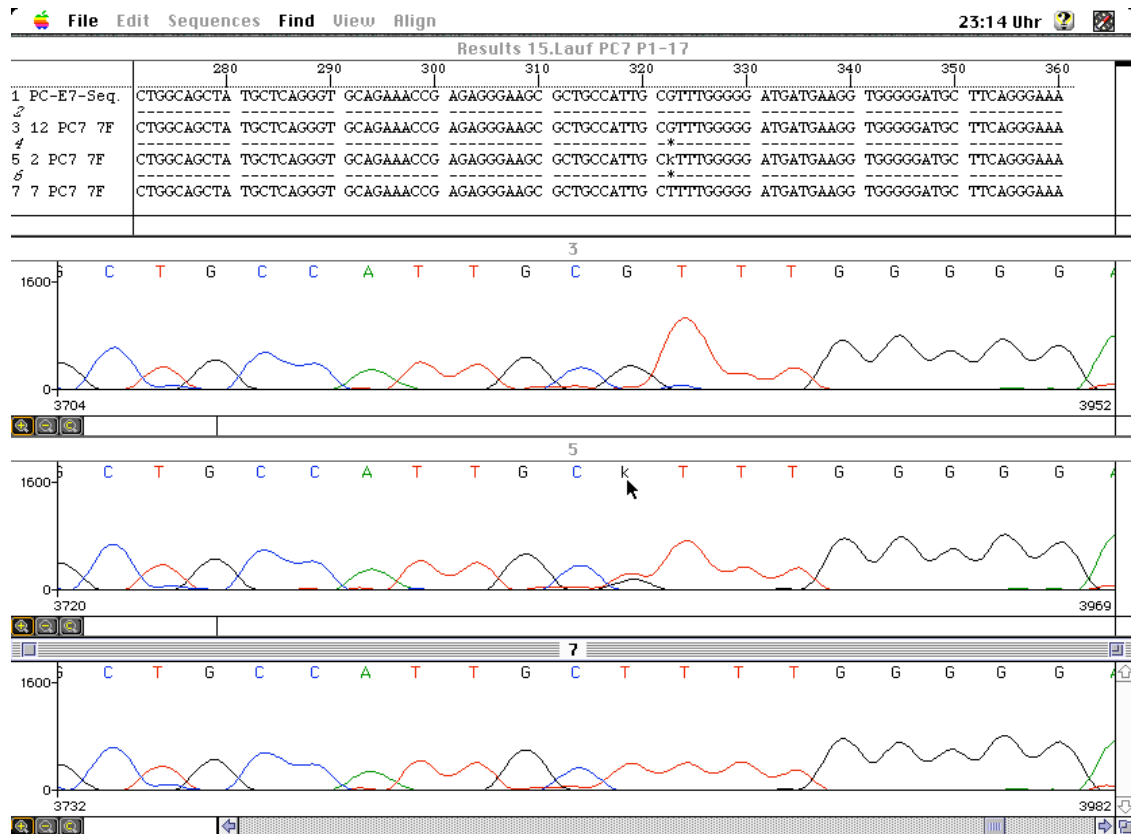 File Edit Sequences Find View Align 23:14 Uhr
Results 15.Lauf PC7 P1-17
280 290 300 310 320 330 340 350 360
1 PC-E7-Seq. CTGGCAGCTA TGCTCAGGGT GCAGAAACCG AGAGGGAAGC GCTGCCATTG CGTTTGGGGG ATGATGAAGG TGGGGGATGC TTCAGGGAAA
2 ---------- ---------- ---------- ---------- ---------- ---------- ---------- ---------- ----------
3 12 PC7 7F CTGGCAGCTA TGCTCAGGGT GCAGAAACCG AGAGGGAAGC GCTGCCATTG CGTTTGGGGG ATGATGAAGG TGGGGGATGC TTCAGGGAAA
4 ---------- ---------- ---------- ---------- ---------- -*-------- ---------- ---------- ----------
5 2 PC7 7F CTGGCAGCTA TGCTCAGGGT GCAGAAACCG AGAGGGAAGC GCTGCCATTG CkTTTGGGGG ATGATGAAGG TGGGGGATGC TTCAGGGAAA
6 ---------- ---------- ---------- ---------- ---------- -*-------- ---------- ---------- ----------
7 7 PC7 7F CTGGCAGCTA TGCTCAGGGT GCAGAAACCG AGAGGGAAGC GCTGCCATTG CTTTTGGGGG ATGATGAAGG TGGGGGATGC TTCAGGGAAA
3
G C T G C C A T T G C G T T T G G G G G A
1600
0
3704 3952
5
G C T G C C A T T G C k T T T G G G G G A
1600
0
3720 3969
7
G C T G C C A T T G C T T T T G G G G G A
1600
0
3732 3982